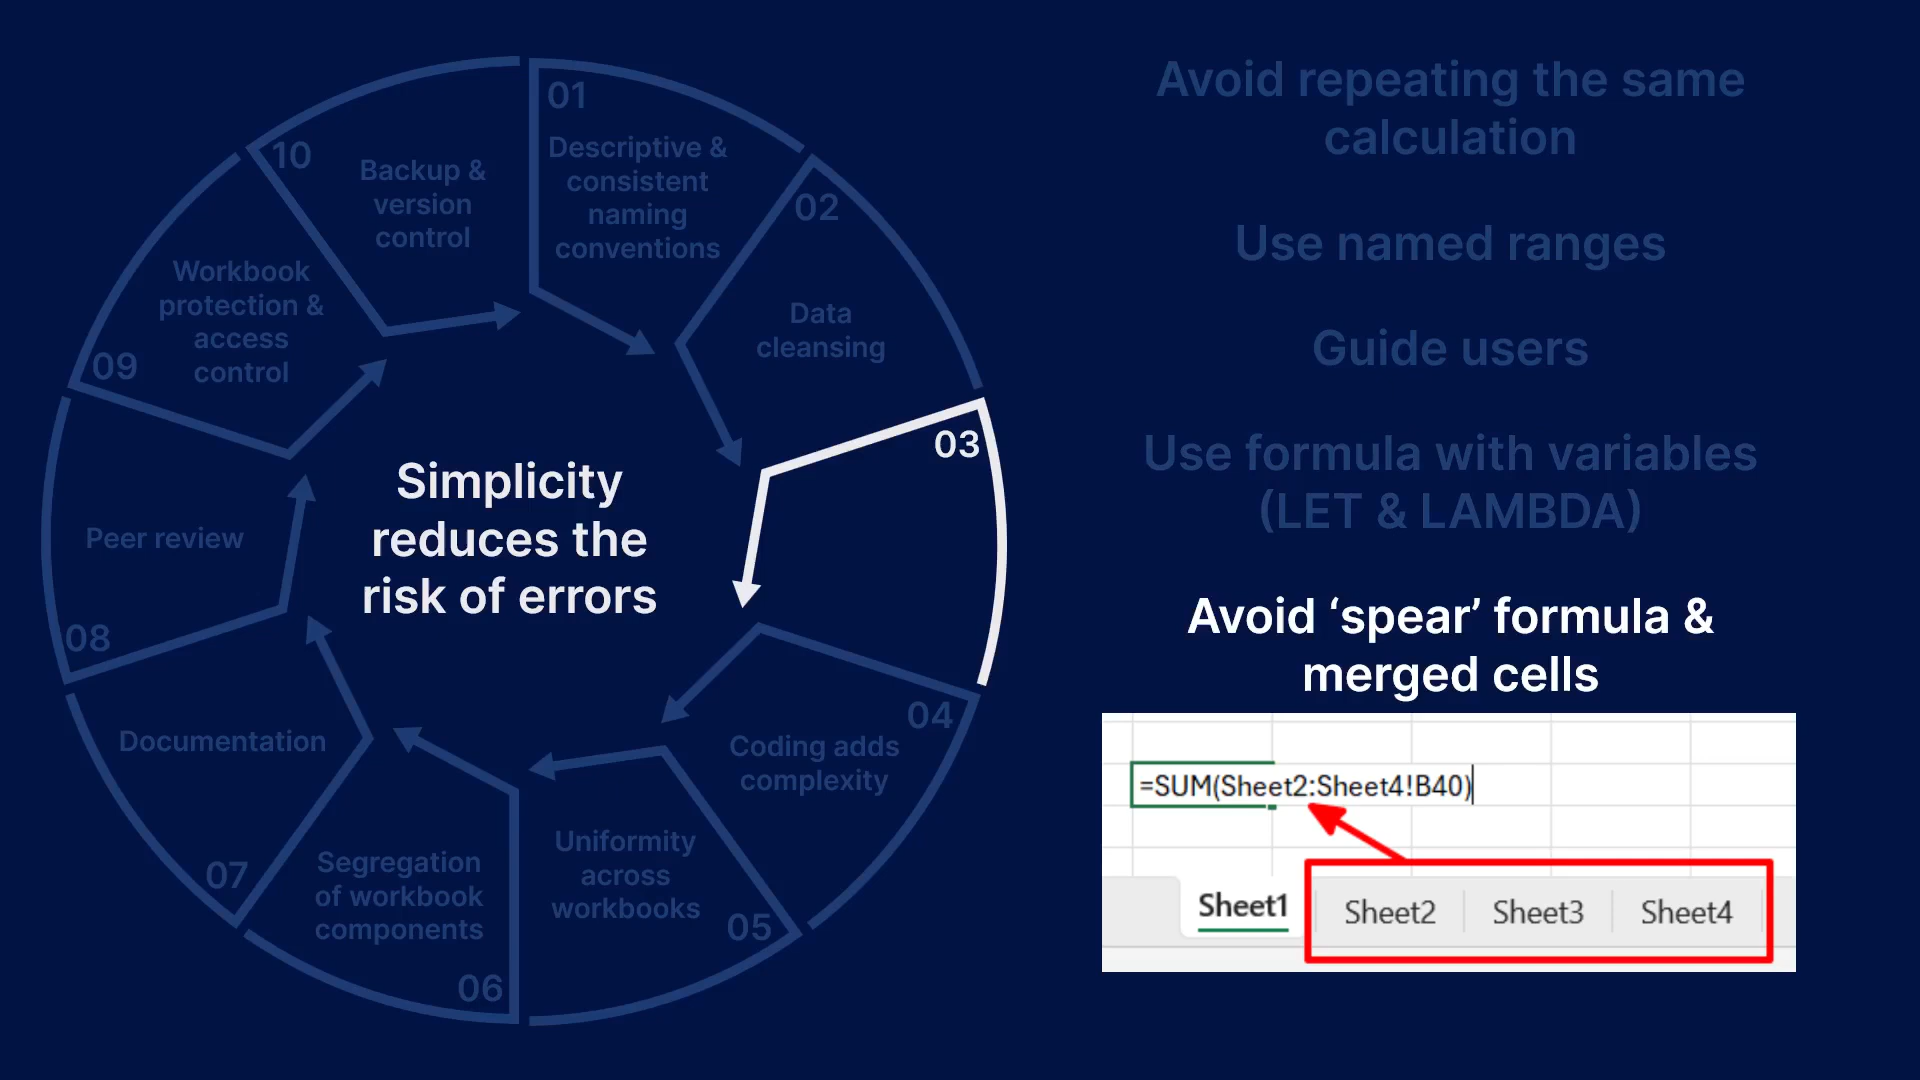 01
Descriptive &
consistent
naming
conventions
02
Data
cleansing
03
Simplicity
reduces the
risk of errors
04
Coding adds
complexity
05
Uniformity
across
workbooks
06
Segregation
of workbook
components
07
Documentation
08
Peer review
09
Workbook
protection &
access
control
10
Backup &
version
control
Avoid repeating the same
calculation
Use named ranges
Guide users
Use formula with variables
(LET & LAMBDA)
Avoid ‘spear’ formula &
merged cells
=SUM(Sheet2:Sheet4!B40)
Sheet1 Sheet2 Sheet3 Sheet4